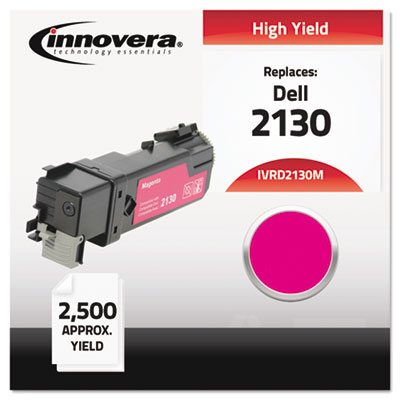 innovera
technology essentials
High Yield
Replaces:
Dell
2130
IVRD2130M
Magenta
2130
2,500
APPROX.
YIELD